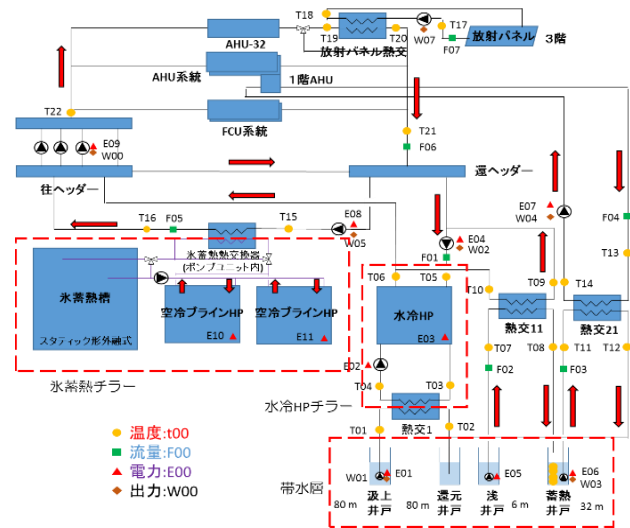 T18
T17
AHU-32
T19
T20
W07
F07
放射パネル
3階
放射パネル熱交
AHU系統
1階AHU
T22
FCU系統
T21
F06
E09
W00
往ヘッダー
還ヘッダー
E07
W04
F04
T16
F05
T15
E08
W05
E04
W02
F01
T13
氷蓄熱熱交換器
(ポンプユニット内)
T06
T05
T10
T09
T14
氷蓄熱槽
スタティック形外融式
空冷ブラインHP
E10
空冷ブラインHP
E11
水冷HP
E03
熱交11
熱交21
T07
T08
T11
T12
F02
F03
E02
T04
T03
氷蓄熱チラー
水冷HPチラー
熱交1
T01
T02
温度:t00
流量:F00
電力:E00
出力:W00
帯水層
W01
E01
E05
E06
W03
80 m
汲上
井戸
80 m
還元
井戸
浅
井戸
6 m
蓄熱
井戸
32 m